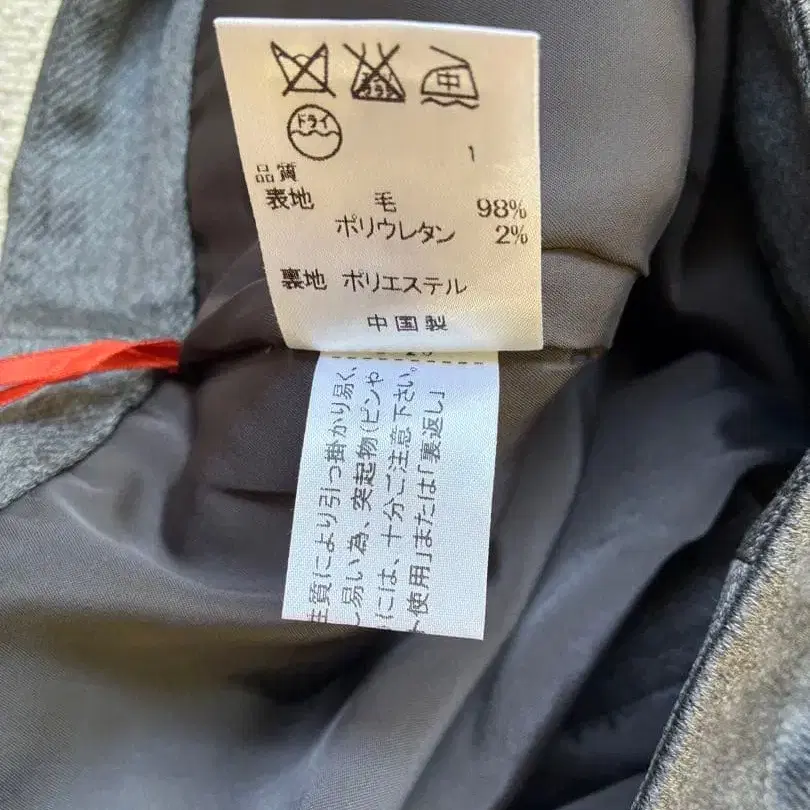 中
ドライ
1
品質
表地 毛 98%
ポリウレタン 2%
裏地 ポリエステル
中国製
性質により引っ掛かり易く、
し易い為、突起物(ピンや
には、十分ご注意下さい。
使用」または「裏返し」